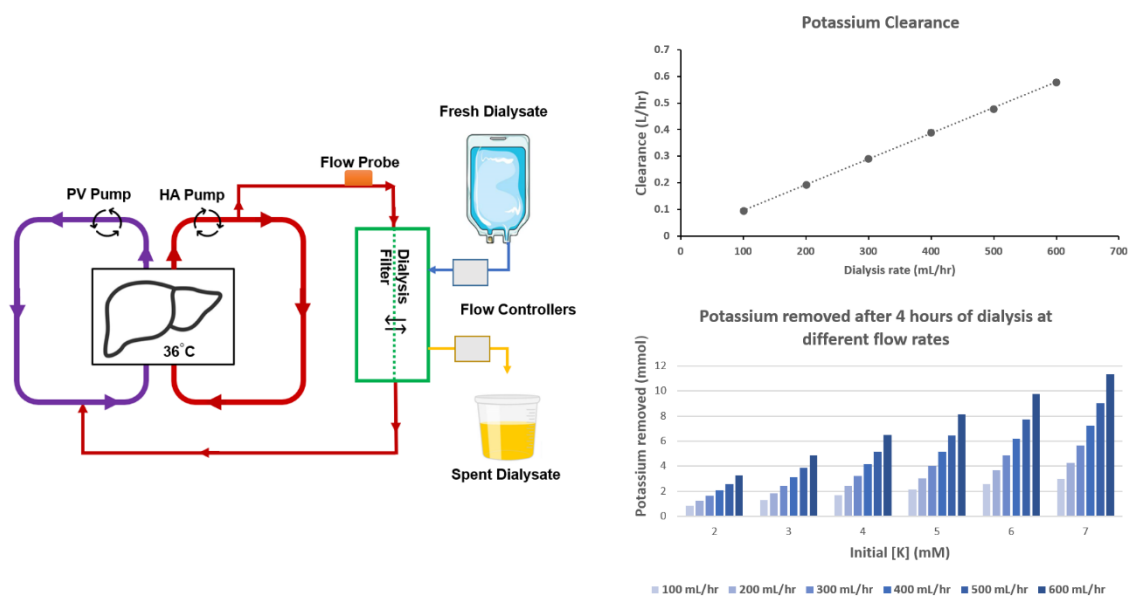 Fresh Dialysate
Flow Probe
PV Pump
HA Pump
Dialysis
Filter
Flow Controllers
36°C
Spent Dialysate
Potassium Clearance
Clearance (L/hr)
0.7
0.6
0.5
0.4
0.3
0.2
0.1
0
0 100 200 300 400 500 600 700
Dialysis rate (mL/hr)
Potassium removed after 4 hours of dialysis at
different flow rates
Potassium removed (mmol)
12
10
8
6
4
2
0
2 3 4 5 6 7
Initial [K] (mM)
100 mL/hr 200 mL/hr 300 mL/hr 400 mL/hr 500 mL/hr 600 mL/hr